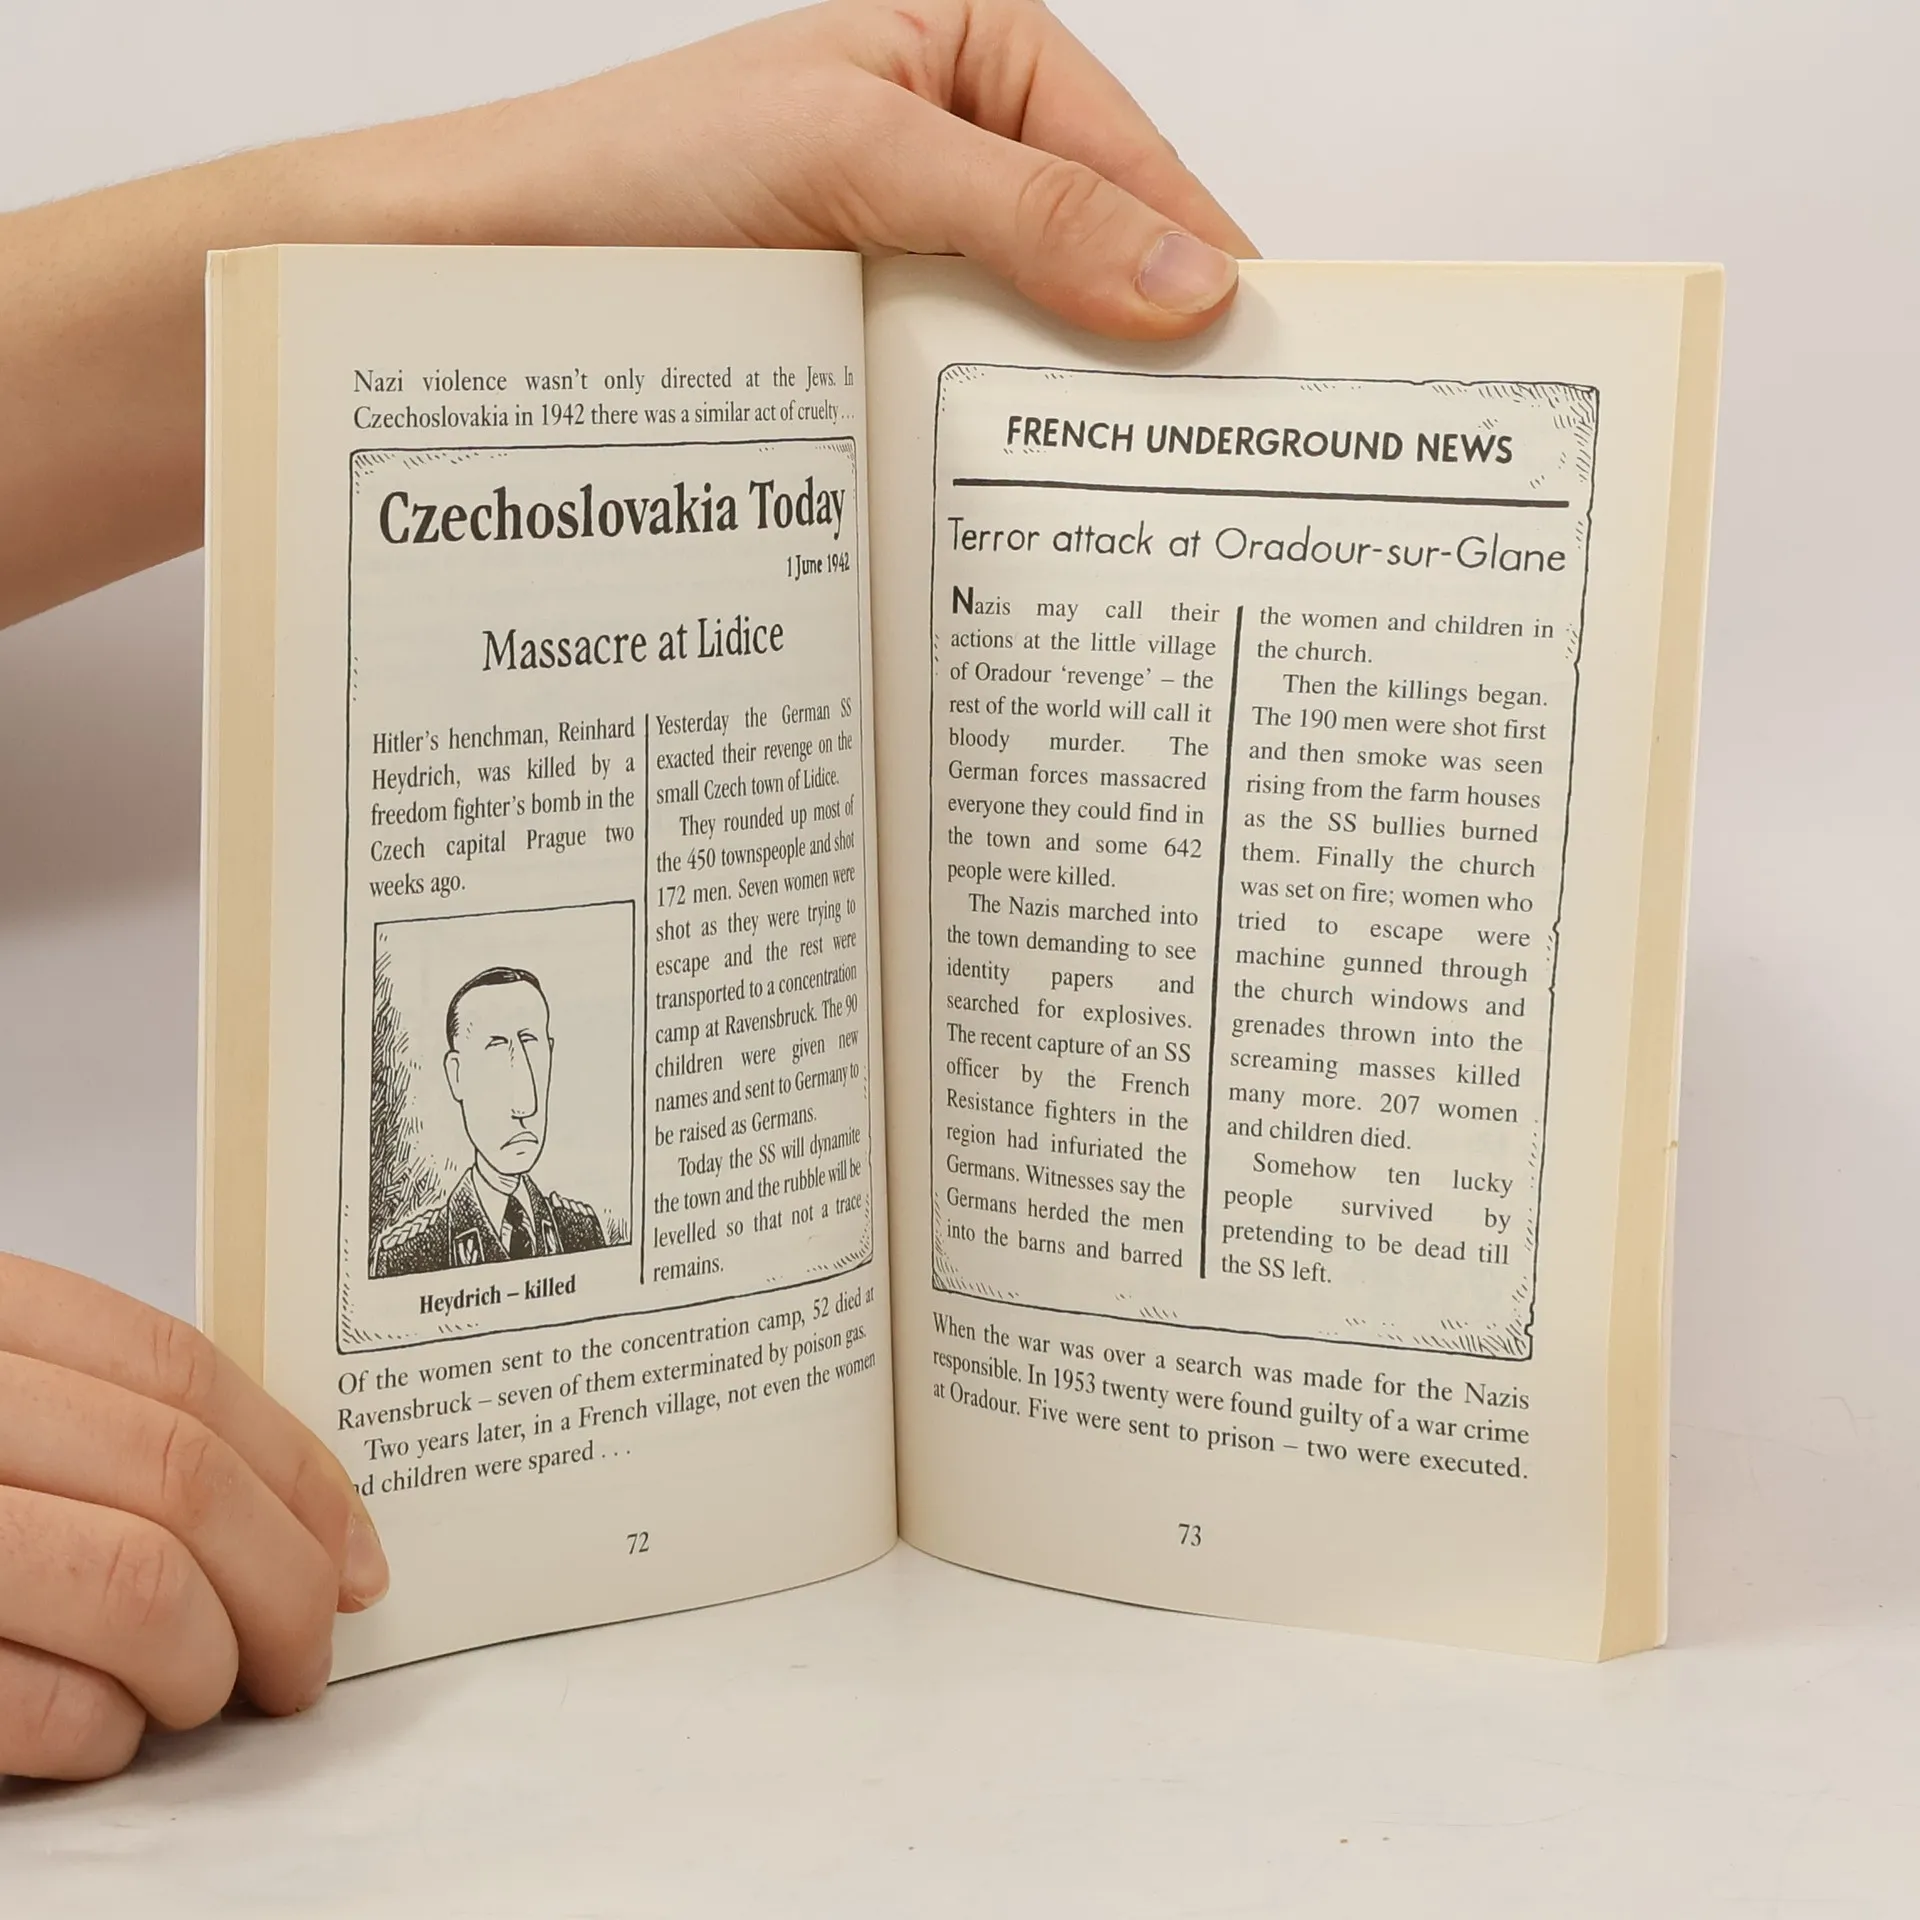 Nazi violence wasn't only directed at the Jews. In
Czechoslovakia in 1942 there was a similar act of cruelty...
Czechoslovakia Today
1 June 1942
Massacre at Lidice
Hitler's henchman, Reinhard
Heydrich, was killed by a
freedom fighter's bomb in the
Czech capital Prague two
weeks ago.
Heydrich – killed
Yesterday the German SS
exacted their revenge on the
small Czech town of Lidice.
They rounded up most of
the 450 townspeople and shot
172 men. Seven women were
shot as they were trying to
escape and the rest were
transported to a concentration
camp at Ravensbruck. The 90
children were given new
names and sent to Germany to
be raised as Germans.
Today the SS will dynamite
the town and the rubble will be
levelled so that not a trace
remains.
Of the women sent to the concentration camp, 52 died at
Ravensbruck – seven of them exterminated by poison gas.
Two years later, in a French village, not even the women
nd children were spared . . .
72
FRENCH UNDERGROUND NEWS
Terror attack at Oradour-sur-Glane
Nazis may call their
actions at the little village
of Oradour 'revenge' – the
rest of the world will call it
bloody murder. The
German forces massacred
everyone they could find in
the town and some 642
people were killed.
The Nazis marched into
the town demanding to see
identity papers and
searched for explosives.
The recent capture of an SS
officer by the French
Resistance fighters in the
region had infuriated the
Germans. Witnesses say the
Germans herded the men
into the barns and barred
the women and children in
the church.
Then the killings began.
The 190 men were shot first
and then smoke was seen
rising from the farm houses
as the SS bullies burned
them. Finally the church
was set on fire; women who
tried to escape were
machine gunned through
the church windows and
grenades thrown into the
screaming masses killed
many more. 207 women
and children died.
Somehow ten lucky
people survived by
pretending to be dead till
the SS left.
When the war was over a search was made for the Nazis
responsible. In 1953 twenty were found guilty of a war crime
at Oradour. Five were sent to prison – two were executed.
73